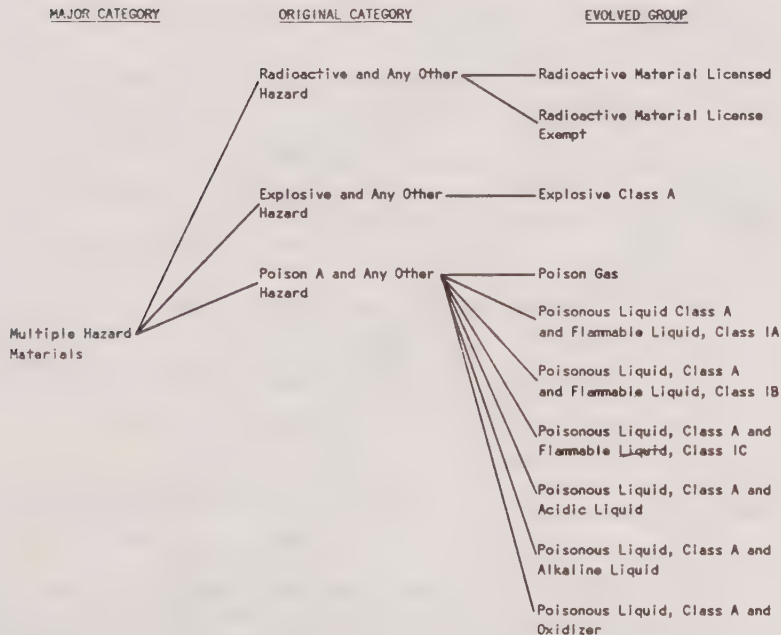 MAJOR CATEGORY
ORIGINAL CATEGORY
EVOLVED GROUP
Multiple Hazard
Materials
Radioactive and Any Other
Hazard
Radioactive Material Licensed
Radioactive Material License
Exempt
Explosive and Any Other
Hazard
Explosive Class A
Poison A and Any Other
Hazard
Poison Gas
Poisonous Liquid Class A
and Flammable Liquid, Class IA
Poisonous Liquid, Class A
and Flammable Liquid, Class IB
Poisonous Liquid, Class A and
Flammable Liquid, Class IC
Poisonous Liquid, Class A and
Acidic Liquid
Poisonous Liquid, Class A and
Alkaline Liquid
Poisonous Liquid, Class A and
Oxidizer